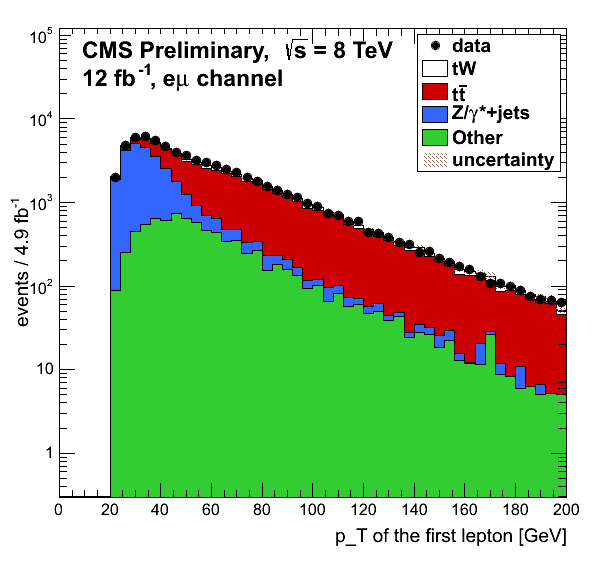 10⁵
CMS Preliminary, √s = 8 TeV
12 fb⁻¹, eμ channel
data
tW
tt̅
Z/γ*+jets
Other
uncertainty
10⁴
10³
10²
10
1
events / 4.9 fb⁻¹
0 20 40 60 80 100 120 140 160 180 200
p_T of the first lepton [GeV]